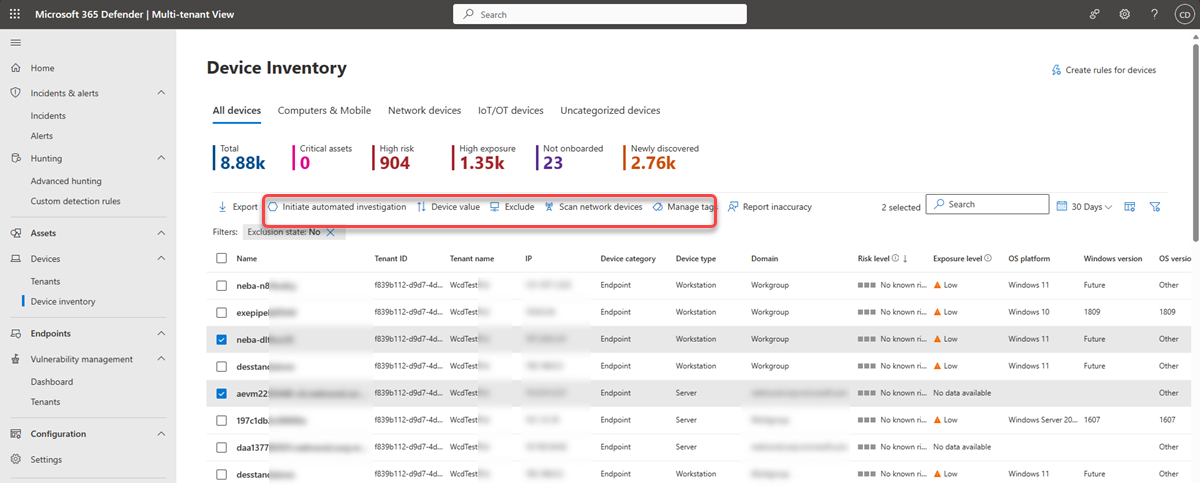 Microsoft 365 Defender | Multi-tenant View
Search
CD
Home
Incidents & alerts
Incidents
Alerts
Hunting
Advanced hunting
Custom detection rules
Assets
Devices
Tenants
Device inventory
Endpoints
Vulnerability management
Dashboard
Tenants
Configuration
Settings
Device Inventory
Create rules for devices
All devices Computers & Mobile Network devices IoT/OT devices Uncategorized devices
Total Critical assets High risk High exposure Not onboarded Newly discovered
8.88k 0 904 1.35k 23 2.76k
Export Initiate automated investigation Device value Exclude Scan network devices Manage tags Report inaccuracy 2 selected Search 30 Days
Filters: Exclusion state: No
Name Tenant ID Tenant name IP Device category Device type Domain Risk level Exposure level OS platform Windows version OS versio
neba-n8 f839b112-d9d7-4d... WcdTest Endpoint Workstation Workgroup No known ri... Low Windows 11 Future Other
exepipe f839b112-d9d7-4d... WcdTest Endpoint Workstation Workgroup No known ri... Low Windows 10 1809 1809
neba-dl f839b112-d9d7-4d... WcdTest Endpoint Workstation Workgroup No known ri... Low Windows 11 Future Other
desstan f839b112-d9d7-4d... WcdTest Endpoint Workstation Workgroup No known ri... Low Windows 11 Future Other
aevm22 f839b112-d9d7-4d... WcdTest Endpoint Server No known ri... No data available Other
197c1db f839b112-d9d7-4d... WcdTest Endpoint Server No known ri... Low Windows Server 20... 1607 1607
daa1377 f839b112-d9d7-4d... WcdTest Endpoint Server No known ri... No data available Other
desstan f839b112-d9d7-4d... WcdTest Endpoint Workstation Workgroup No known ri... Low Windows 11 Future Other